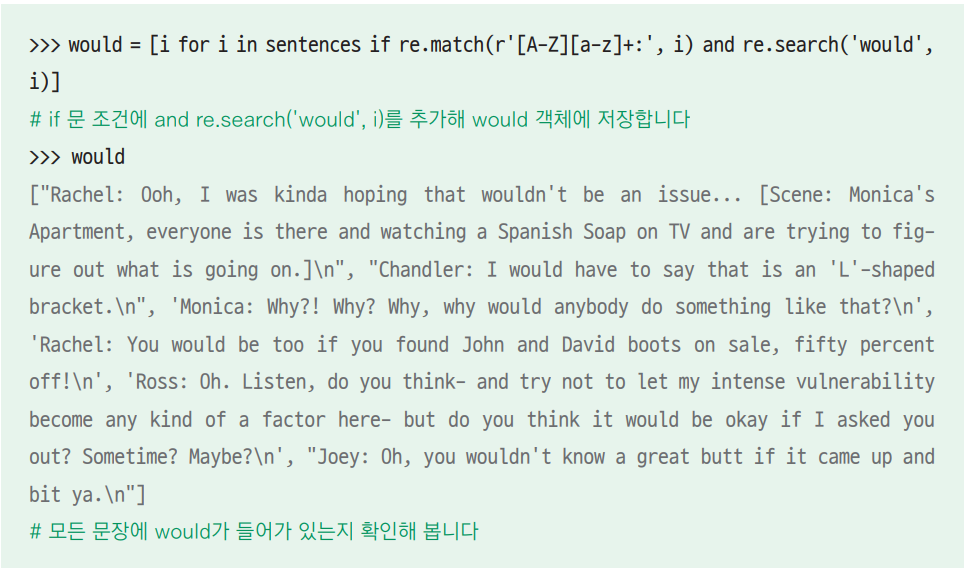 >>> would = [i for i in sentences if re.match(r'[A-Z][a-z]+:', i) and re.search('would',
i)]
# if 문 조건에 and re.search('would', i)를 추가해 would 객체에 저장합니다
>>> would
["Rachel: Ooh, I was kinda hoping that wouldn't be an issue... [Scene: Monica's
Apartment, everyone is there and watching a Spanish Soap on TV and are trying to fig-
ure out what is going on.]\n", "Chandler: I would have to say that is an 'L'-shaped
bracket.\n", 'Monica: Why?! Why? Why, why would anybody do something like that?\n',
'Rachel: You would be too if you found John and David boots on sale, fifty percent
off!\n', 'Ross: Oh. Listen, do you think- and try not to let my intense vulnerability
become any kind of a factor here- but do you think it would be okay if I asked you
out? Sometime? Maybe?\n', "Joey: Oh, you wouldn't know a great butt if it came up and
bit ya.\n"]
# 모든 문장에 would가 들어가 있는지 확인해 봅니다